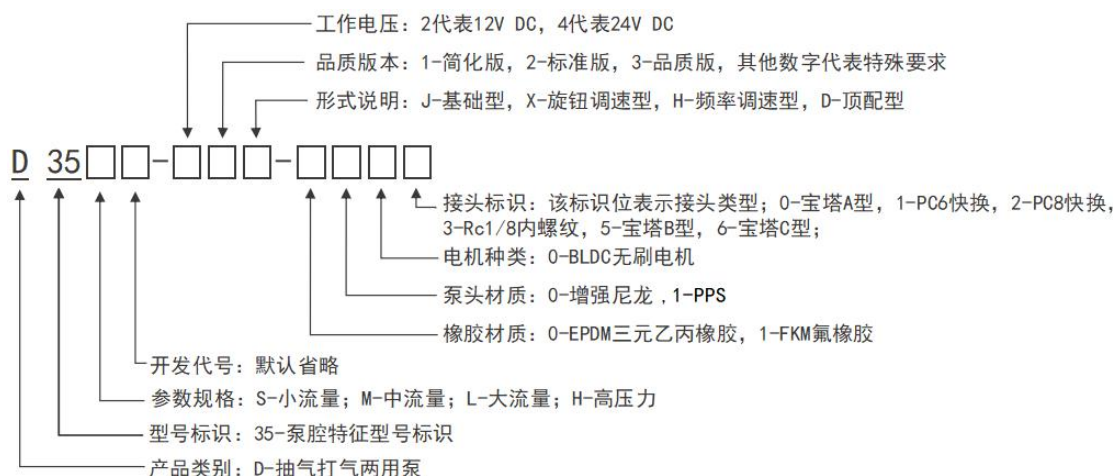 工作电压：2代表12V DC，4代表24V DC
品质版本：1-简化版，2-标准版，3-品质版，其他数字代表特殊要求
形式说明：J-基础型，X-旋钮调速型，H-频率调速型，D-顶配型
D 35□□-□□□-□□□□
接头标识：该标识位表示接头类型；0-宝塔A型，1-PC6快换，2-PC8快换，
3-Rc1/8内螺纹，5-宝塔B型，6-宝塔C型；
电机种类：0-BLDC无刷电机
泵头材质：0-增强尼龙，1-PPS
橡胶材质：0-EPDM三元乙丙橡胶，1-FKM氟橡胶
开发代号：默认省略
参数规格：S-小流量；M-中流量；L-大流量；H-高压力
型号标识：35-泵腔特征型号标识
产品类别：D-抽气打气两用泵